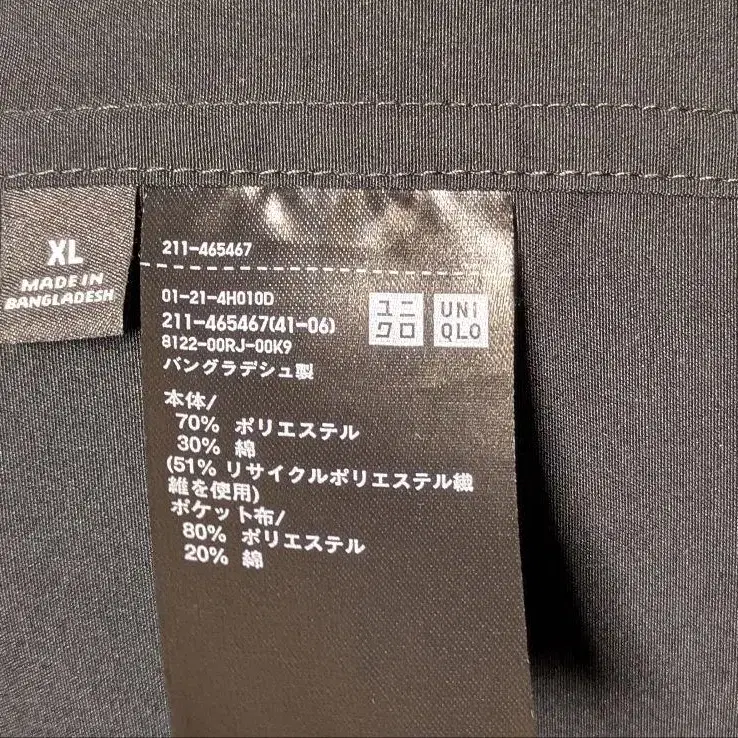 XL
MADE IN
BANGLADESH
211-465467
01-21-4H010D
211-465467(41-06)
8122-00RJ-00K9
バングラデシュ製
ユニ
クロ
UNI
QLO
本体/
70% ポリエステル
30% 綿
(51% リサイクルポリエステル繊
維を使用)
ポケット布/
80% ポリエステル
20% 綿